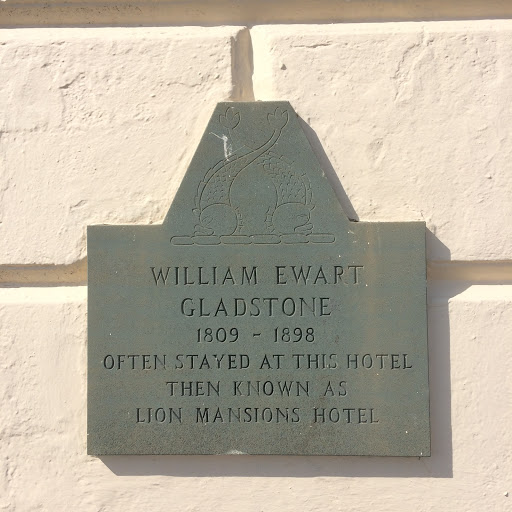 WILLIAM EWART
GLADSTONE
1809 - 1898
OFTEN STAYED AT THIS HOTEL
THEN KNOWN AS
LION MANSIONS HOTEL